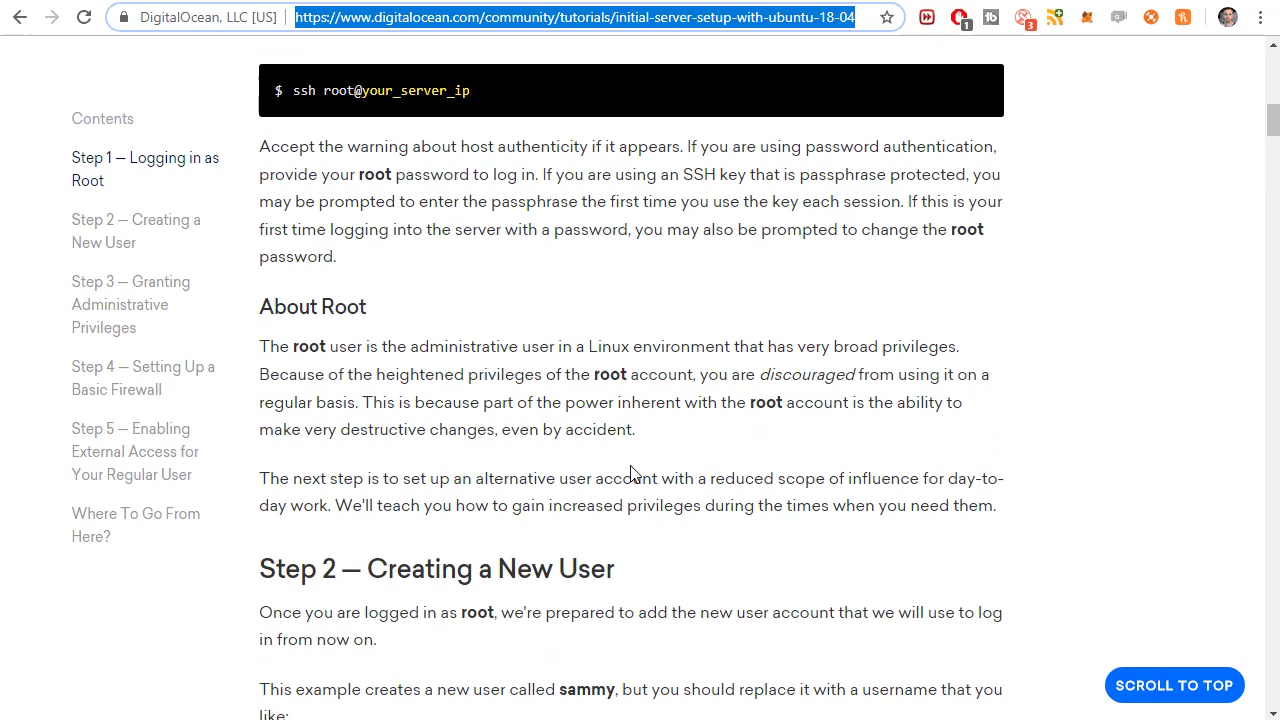 DigitalOcean, LLC [US]
https://www.digitalocean.com/community/tutorials/initial-server-setup-with-ubuntu-18-04
1
3
$ ssh root@your_server_ip
Contents
Step 1 — Logging in as
Root
Step 2 — Creating a
New User
Step 3 — Granting
Administrative
Privileges
Step 4 — Setting Up a
Basic Firewall
Step 5 — Enabling
External Access for
Your Regular User
Where To Go From
Here?
Accept the warning about host authenticity if it appears. If you are using password authentication,
provide your root password to log in. If you are using an SSH key that is passphrase protected, you
may be prompted to enter the passphrase the first time you use the key each session. If this is your
first time logging into the server with a password, you may also be prompted to change the root
password.
About Root
The root user is the administrative user in a Linux environment that has very broad privileges.
Because of the heightened privileges of the root account, you are discouraged from using it on a
regular basis. This is because part of the power inherent with the root account is the ability to
make very destructive changes, even by accident.
The next step is to set up an alternative user account with a reduced scope of influence for day-to-
day work. We'll teach you how to gain increased privileges during the times when you need them.
Step 2 — Creating a New User
Once you are logged in as root, we're prepared to add the new user account that we will use to log
in from now on.
This example creates a new user called sammy, but you should replace it with a username that you
like:
SCROLL TO TOP